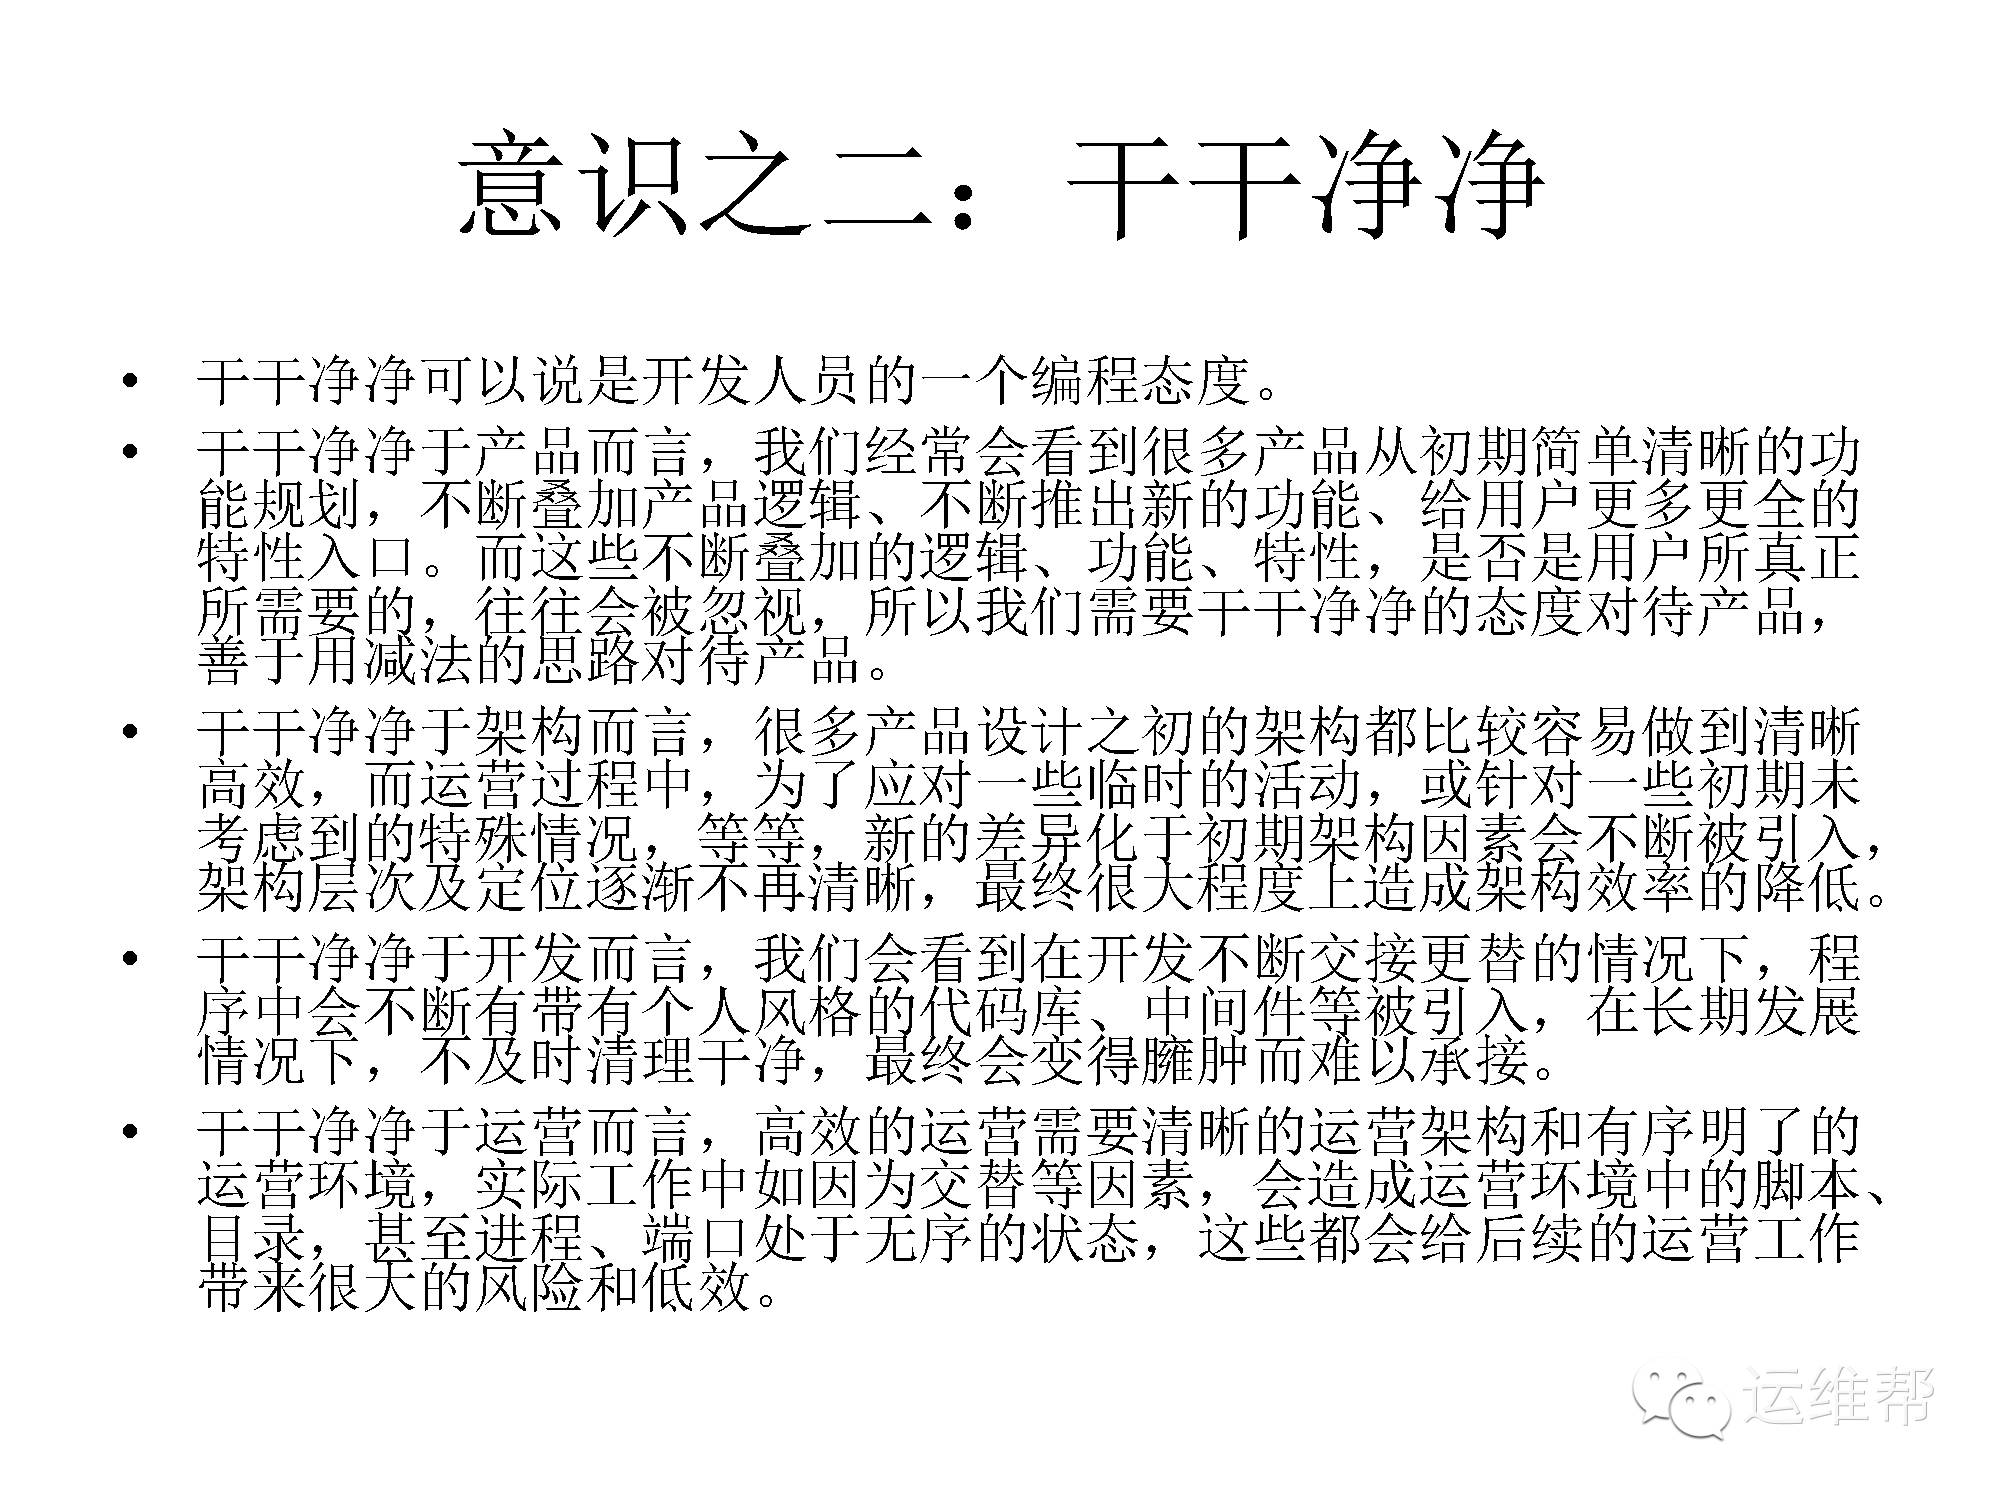 意识之二：干干净净
• 干干净净可以说是开发人员的一个编程态度。
• 干干净净于产品而言，我们经常会看到很多产品从初期简单清晰的功
能规划，不断叠加产品逻辑、不断推出新的功能、给用户更多更全的
特性入口。而这些不断叠加的逻辑、功能、特性，是否是用户所真正
所需要的，往往会被忽视，所以我们需要干干净净的态度对待产品，
善于用减法的思路对待产品。
• 干干净净于架构而言，很多产品设计之初的架构都比较容易做到清晰
高效，而运营过程中，为了应对一些临时的活动，或针对一些初期未
考虑到的特殊情况，等等，新的差异化于初期架构因素会不断被引入，
架构层次及定位逐渐不再清晰，最终很大程度上造成架构效率的降低。
• 干干净净于开发而言，我们会看到在开发不断交接更替的情况下，程
序中会不断有带有个人风格的代码库、中间件等被引入，在长期发展
情况下，不及时清理干净，最终会变得臃肿而难以承接。
• 干干净净于运营而言，高效的运营需要清晰的运营架构和有序明了的
运营环境，实际工作中如因为交替等因素，会造成运营环境中的脚本、
目录，甚至进程、端口处于无序的状态，这些都会给后续的运营工作
带来很大的风险和低效。
运维帮